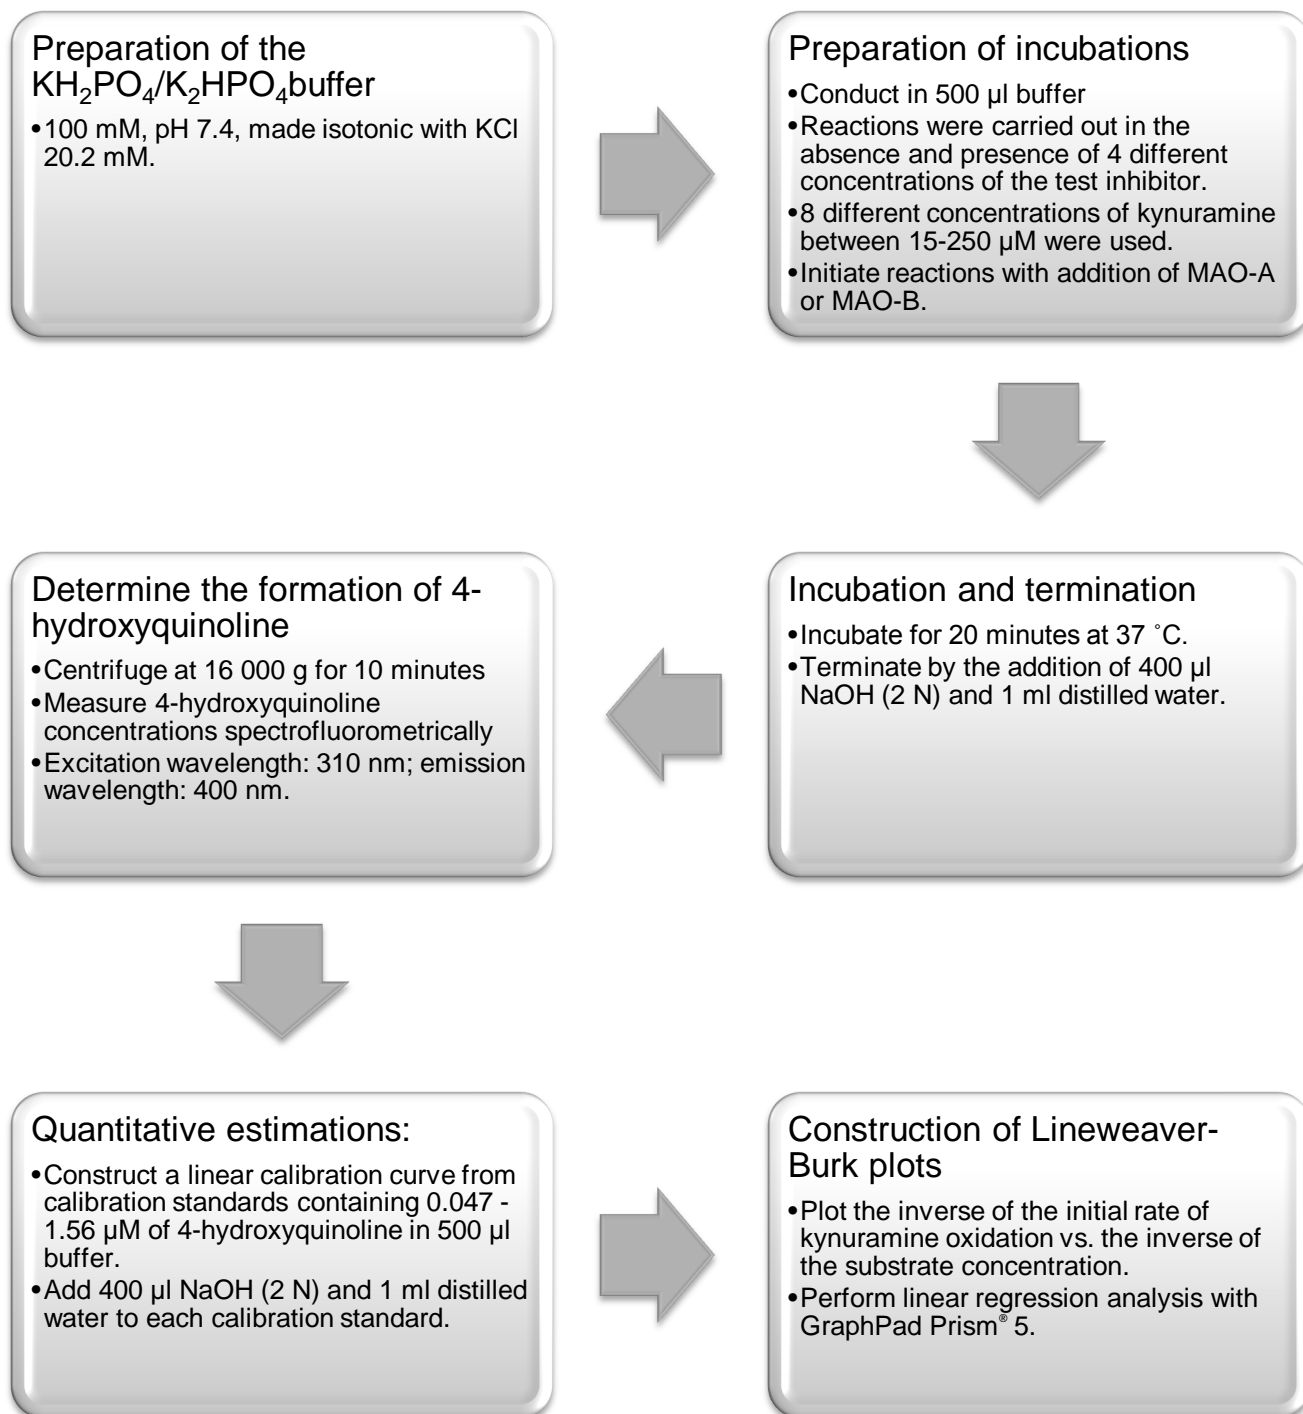 Preparation of the
KH₂PO₄/K₂HPO₄buffer
•100 mM, pH 7.4, made isotonic with KCl
20.2 mM.
Preparation of incubations
•Conduct in 500 µl buffer
•Reactions were carried out in the
absence and presence of 4 different
concentrations of the test inhibitor.
•8 different concentrations of kynuramine
between 15-250 µM were used.
•Initiate reactions with addition of MAO-A
or MAO-B.
Incubation and termination
•Incubate for 20 minutes at 37 ˚C.
•Terminate by the addition of 400 µl
NaOH (2 N) and 1 ml distilled water.
Determine the formation of 4-
hydroxyquinoline
•Centrifuge at 16 000 g for 10 minutes
•Measure 4-hydroxyquinoline
concentrations spectrofluorometrically
•Excitation wavelength: 310 nm; emission
wavelength: 400 nm.
Quantitative estimations:
•Construct a linear calibration curve from
calibration standards containing 0.047 -
1.56 µM of 4-hydroxyquinoline in 500 µl
buffer.
•Add 400 µl NaOH (2 N) and 1 ml distilled
water to each calibration standard.
Construction of Lineweaver-
Burk plots
•Plot the inverse of the initial rate of
kynuramine oxidation vs. the inverse of
the substrate concentration.
•Perform linear regression analysis with
GraphPad Prism® 5.